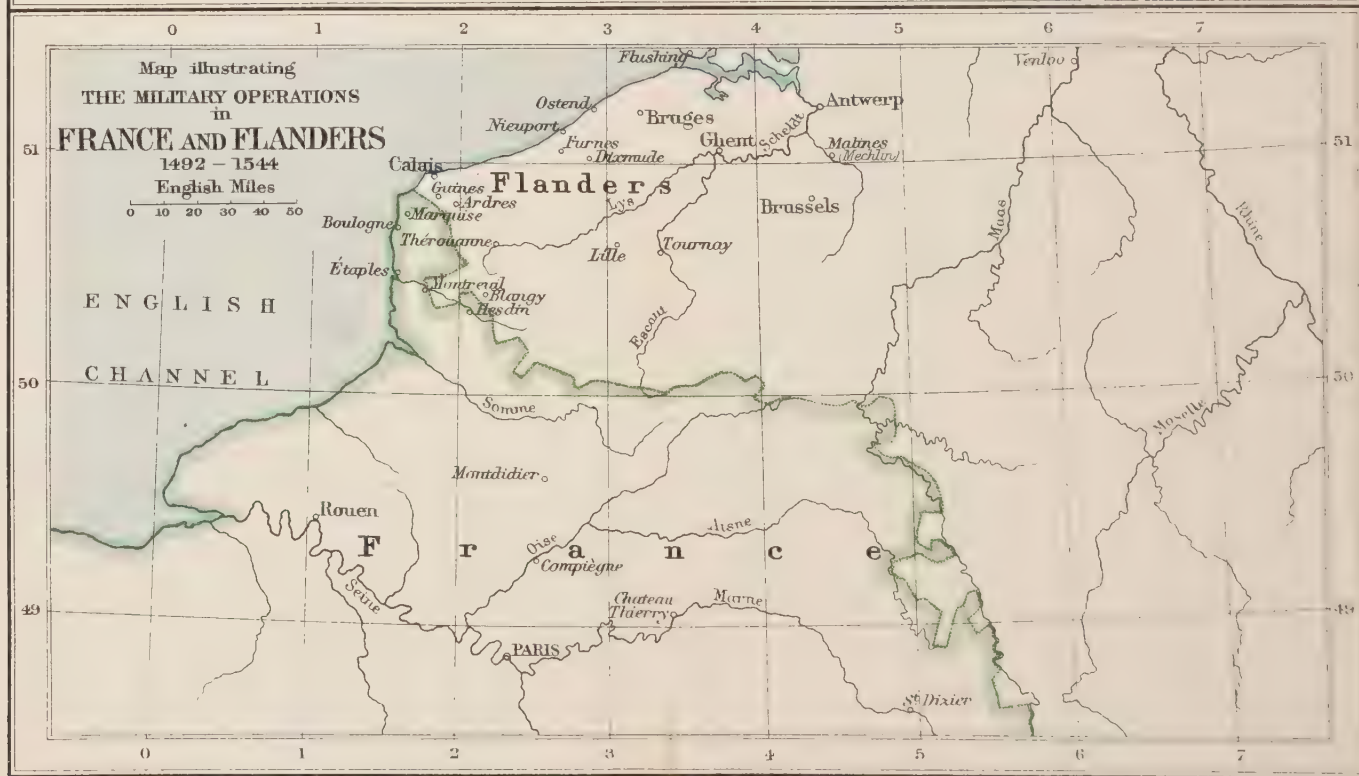 0 1 2 3 4 5 6 7
Map illustrating
THE MILITARY OPERATIONS
in
FRANCE AND FLANDERS
1492 – 1544
English Miles
0 10 20 30 40 50
Flushing
Venloo
Ostend
Antwerp
Bruges
Nieuport
Schelât
Ghent
Furnes
Malines
(Mechlin)
51
51
Dixmude
Calais
Flanders
Guines
Ardres
Lys
Brussels
Marquise
Maas
Rhine
Boulogne
Thérouanne
Lille
Tournay
Étaples
Montreuil
Blangy
Hesdin
ENGLISH
Escout
CHANNEL
50
50
Somme
Moselle
Montdidier
Rouen
Aisne
France
Oise
Compiègne
Seine
Chateau
Thierry
Marne
49
49
PARIS
St. Dizier
0 1 2 3 4 5 6 7